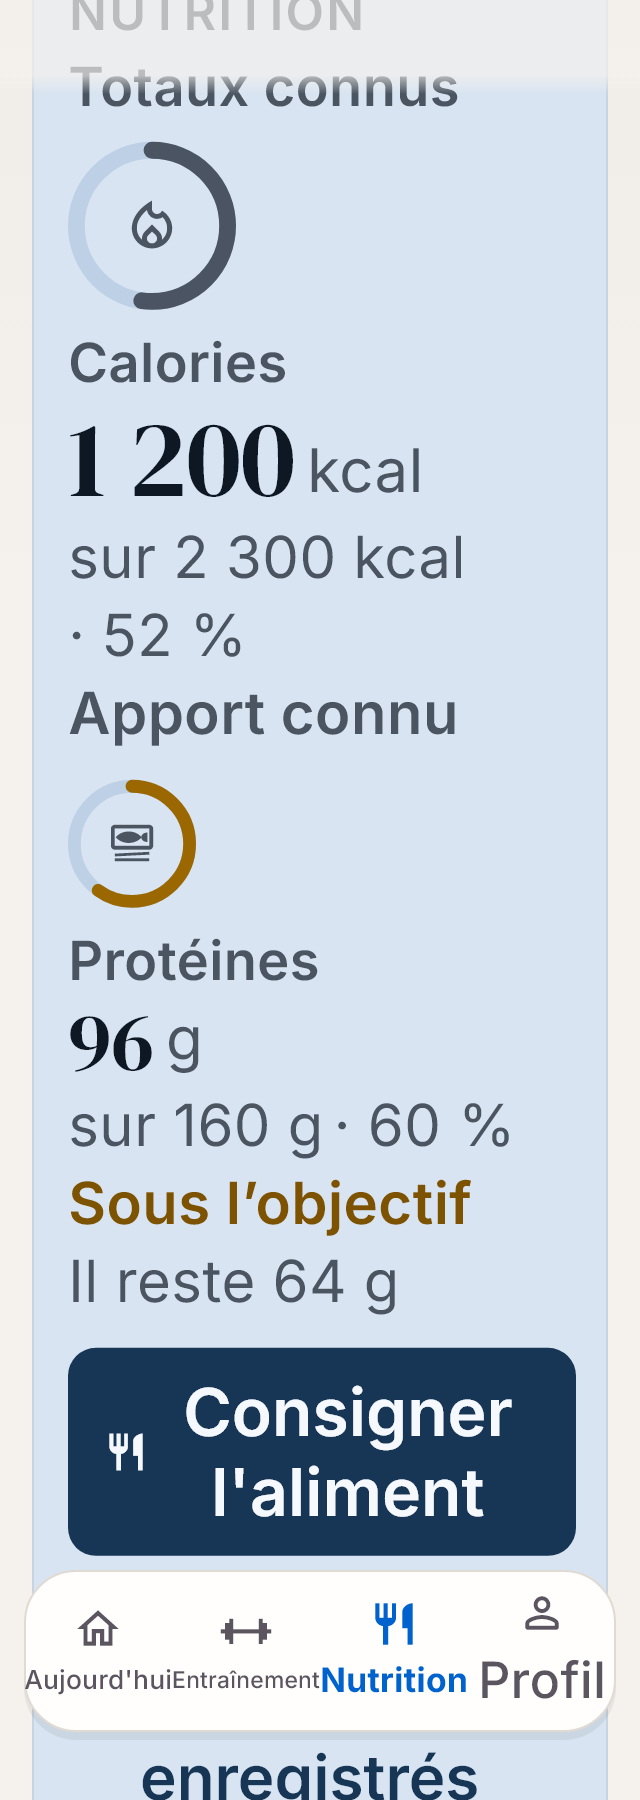 NUTRITION
Totaux connus
Calories
1 200 kcal
sur 2 300 kcal
· 52 %
Apport connu
Protéines
96 g
sur 160 g · 60 %
Sous l’objectif
Il reste 64 g
Consigner
l'aliment
Aujourd'hui Entraînement Nutrition Profil
enregistrés